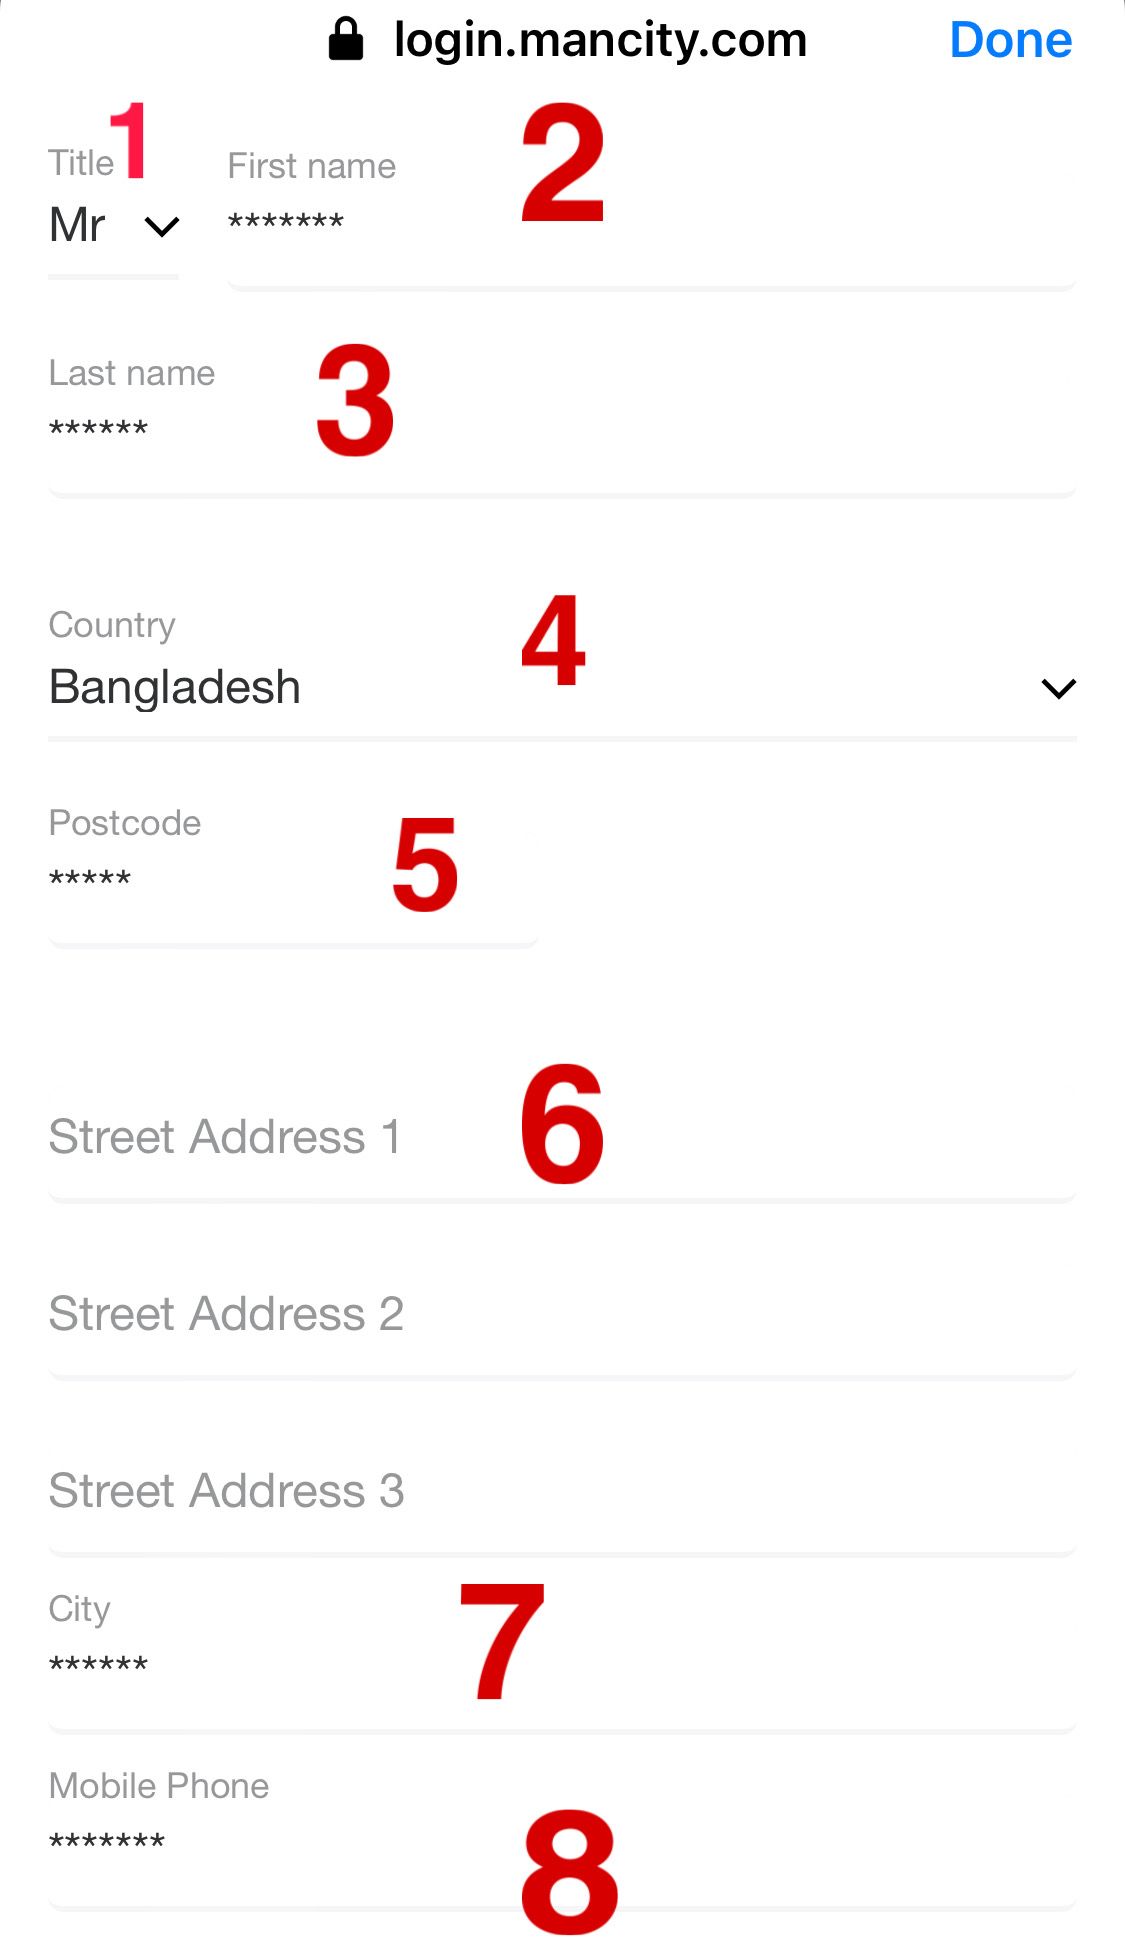 login.mancity.com Done
1 2
Title First name
Mr *******
Last name 3
******
Country 4
Bangladesh
Postcode 5
*****
Street Address 1 6
Street Address 2
Street Address 3
City 7
******
Mobile Phone
******* 8